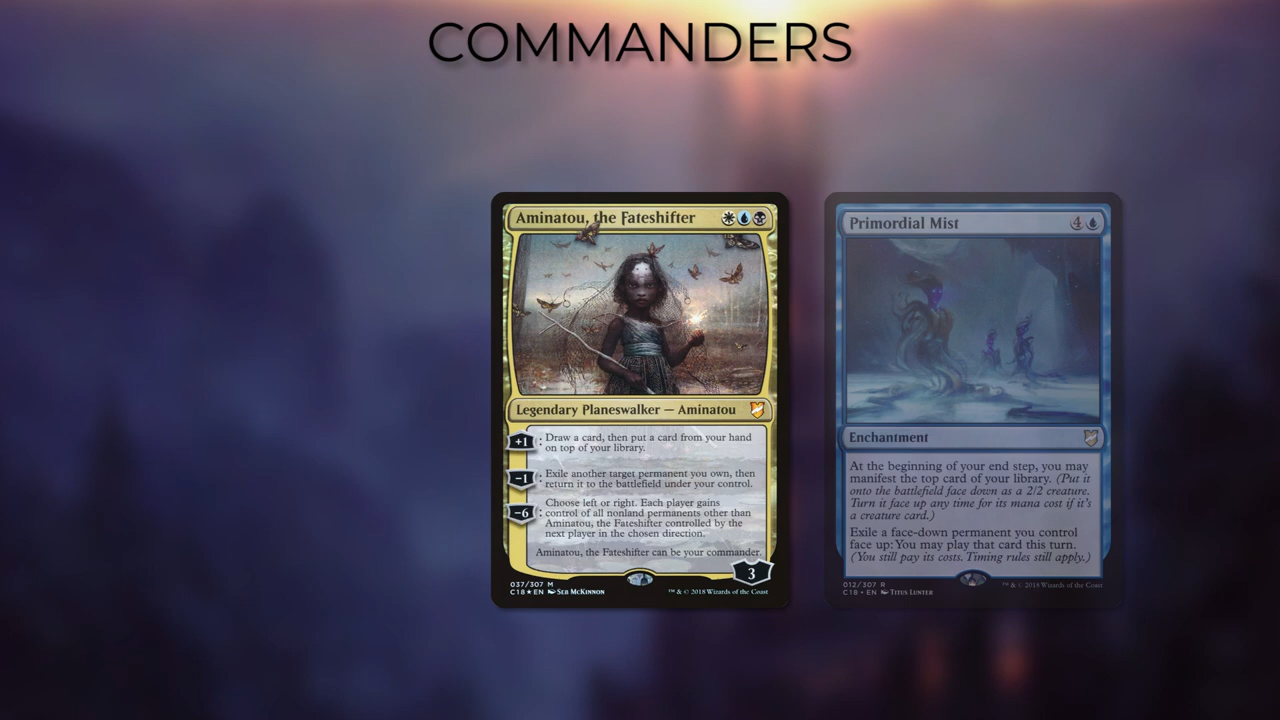 COMMANDERS
Aminatou, the Fateshifter
Legendary Planeswalker — Aminatou
+1 : Draw a card, then put a card from your hand
on top of your library.
-1 : Exile another target permanent you own, then
return it to the battlefield under your control.
-6 : Choose left or right. Each player gains
control of all nonland permanents other than
Aminatou, the Fateshifter controlled by the
next player in the chosen direction.
Aminatou, the Fateshifter can be your commander.
3
037/307 M
C18★EN Seb McKinnon
™ & © 2018 Wizards of the Coast
Primordial Mist 4
Enchantment
At the beginning of your end step, you may
manifest the top card of your library. (Put it
onto the battlefield face down as a 2/2 creature.
Turn it face up any time for its mana cost if it's
a creature card.)
Exile a face-down permanent you control
face up: You may play that card this turn.
(You still pay its costs. Timing rules still apply.)
012/307 R
C18 • EN Titus Lunter
™ & © 2018 Wizards of the Coast